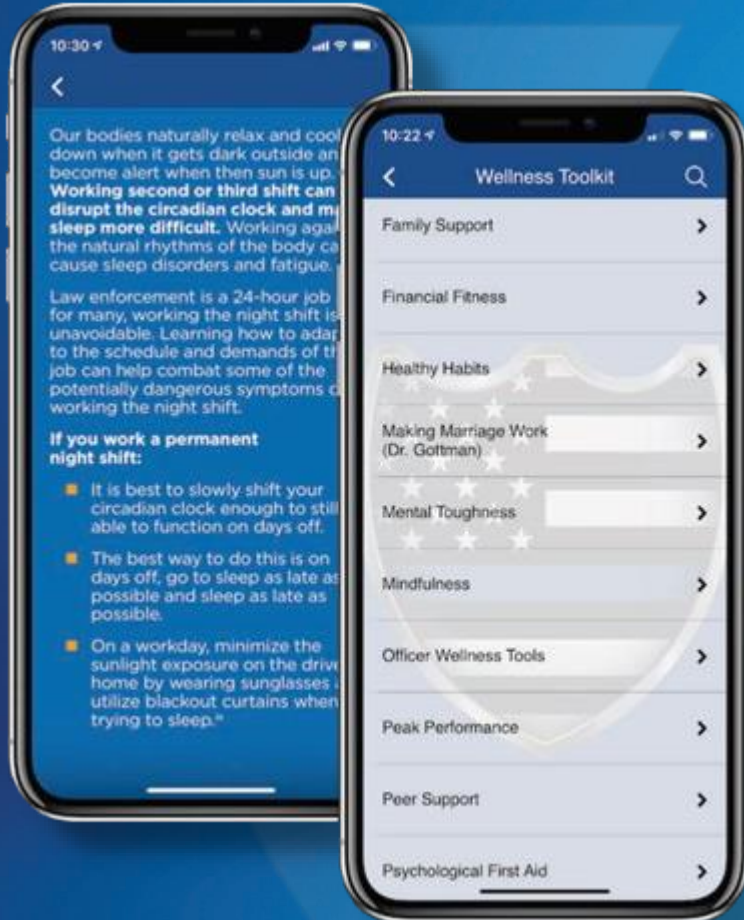 10:30
Our bodies naturally relax and cool
down when it gets dark outside an
become alert when then sun is up.
Working second or third shift can
disrupt the circadian clock and m
sleep more difficult. Working agai
the natural rhythms of the body ca
cause sleep disorders and fatigue.
Law enforcement is a 24-hour job
for many, working the night shift is
unavoidable. Learning how to adap
to the schedule and demands of th
job can help combat some of the
potentially dangerous symptoms o
working the night shift.
If you work a permanent
night shift:
It is best to slowly shift your
circadian clock enough to still
able to function on days off.
The best way to do this is on
days off, go to sleep as late as
possible and sleep as late as
possible.
On a workday, minimize the
sunlight exposure on the drive
home by wearing sunglasses
utilize blackout curtains when
trying to sleep."
10:22
Wellness Toolkit
Family Support
Financial Fitness
Healthy Habits
Making Marriage Work
(Dr. Gottman)
Mental Toughness
Mindfulness
Officer Wellness Tools
Peak Performance
Peer Support
Psychological First Aid